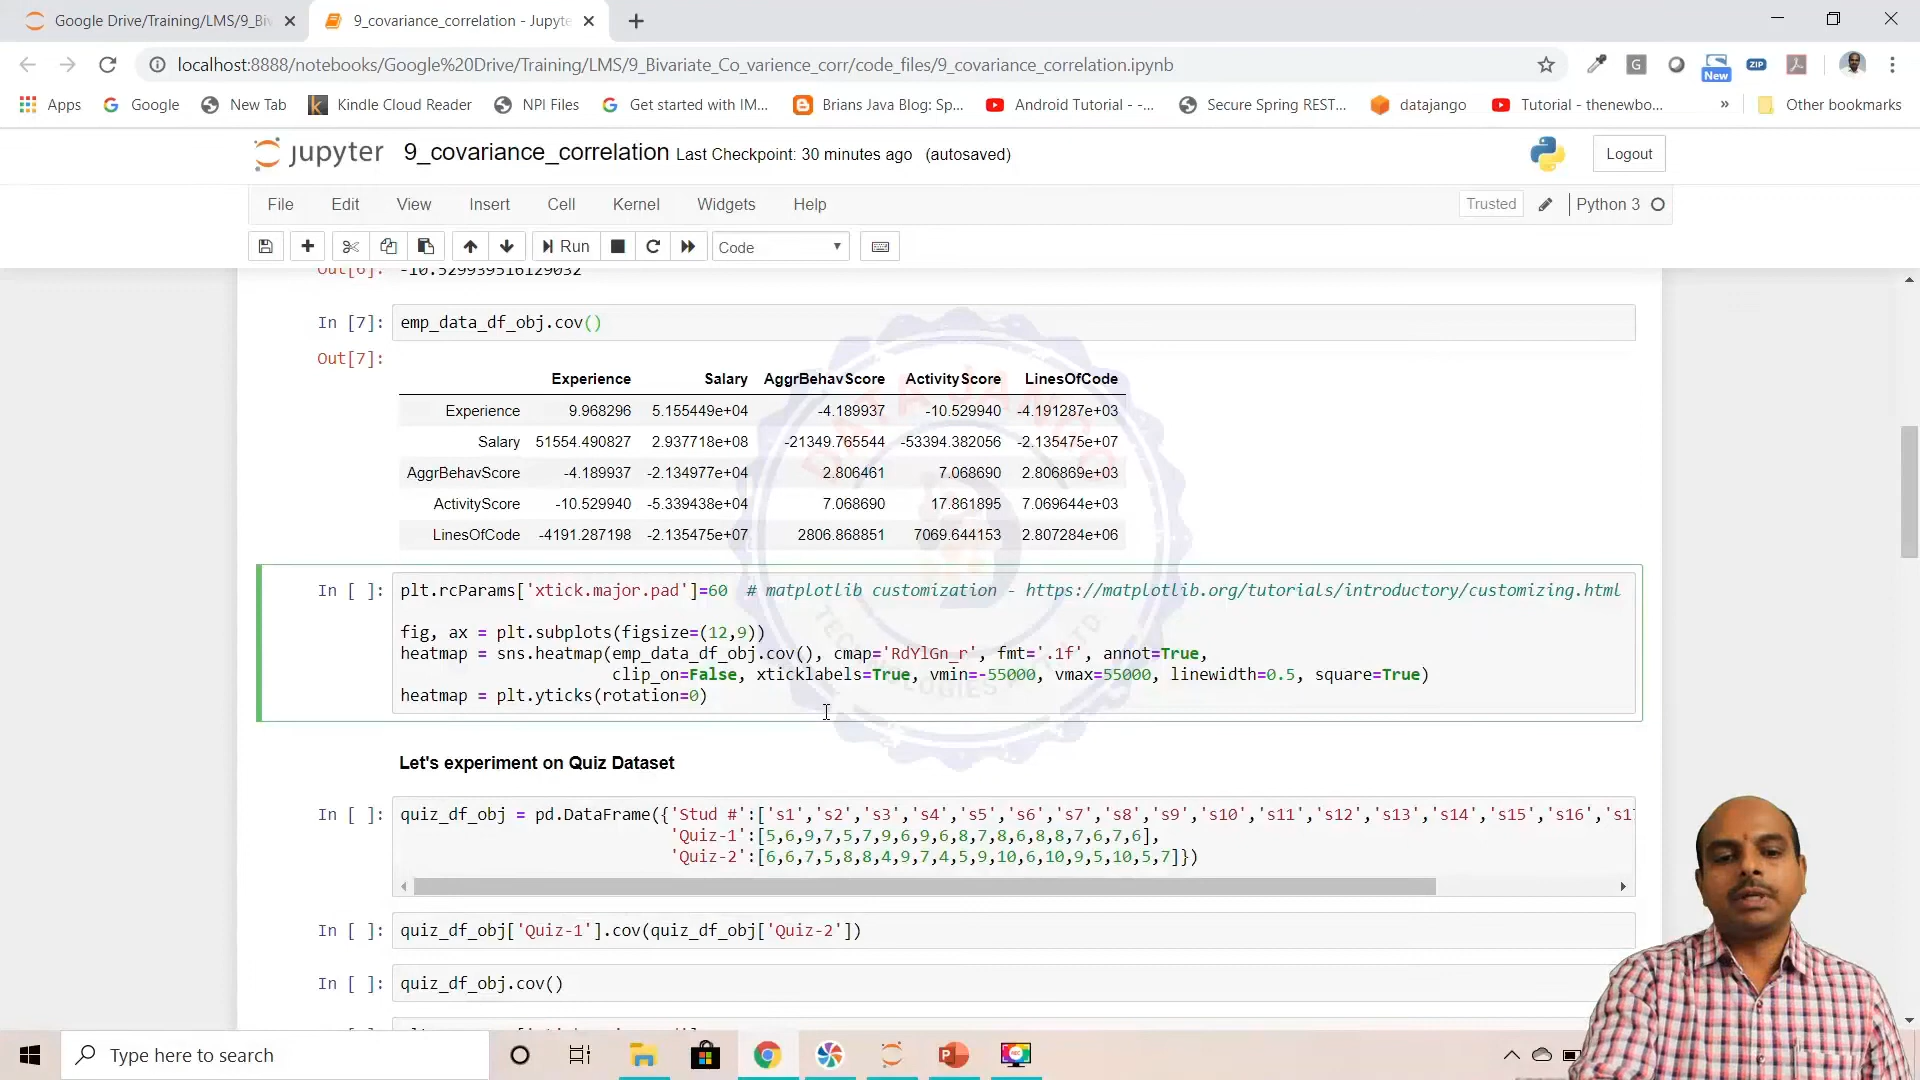 Google Drive/Training/LMS/9_Biv
9_covariance_correlation - Jupyte
localhost:8888/notebooks/Google%20Drive/Training/LMS/9_Bivariate_Co_varience_corr/code_files/9_covariance_correlation.ipynb
New
ZIP
Apps Google New Tab Kindle Cloud Reader NPI Files Get started with IM... Brians Java Blog: Sp... Android Tutorial - -... Secure Spring REST... datajango Tutorial - thenewbo... » Other bookmarks
jupyter 9_covariance_correlation Last Checkpoint: 30 minutes ago (autosaved) Logout
File Edit View Insert Cell Kernel Widgets Help Trusted Python 3
Run Code
Out[6]: -10.529939516129032
In [7]: emp_data_df_obj.cov()
Out[7]:
Experience Salary AggrBehavScore ActivityScore LinesOfCode
Experience 9.968296 5.155449e+04 -4.189937 -10.529940 -4.191287e+03
Salary 51554.490827 2.937718e+08 -21349.765544 -53394.382056 -2.135475e+07
AggrBehavScore -4.189937 -2.134977e+04 2.806461 7.068690 2.806869e+03
ActivityScore -10.529940 -5.339438e+04 7.068690 17.861895 7.069644e+03
LinesOfCode -4191.287198 -2.135475e+07 2806.868851 7069.644153 2.807284e+06
In [ ]: plt.rcParams['xtick.major.pad']=60 # matplotlib customization - https://matplotlib.org/tutorials/introductory/customizing.html
fig, ax = plt.subplots(figsize=(12,9))
heatmap = sns.heatmap(emp_data_df_obj.cov(), cmap='RdYlGn_r', fmt='.1f', annot=True,
clip_on=False, xticklabels=True, vmin=-55000, vmax=55000, linewidth=0.5, square=True)
heatmap = plt.yticks(rotation=0)
Let's experiment on Quiz Dataset
In [ ]: quiz_df_obj = pd.DataFrame({'Stud #':['s1','s2','s3','s4','s5','s6','s7','s8','s9','s10','s11','s12','s13','s14','s15','s16','s17
'Quiz-1':[5,6,9,7,5,7,9,6,9,6,8,7,8,6,8,8,7,6,7,6],
'Quiz-2':[6,6,7,5,8,8,4,9,7,4,5,9,10,6,10,9,5,10,5,7]})
In [ ]: quiz_df_obj['Quiz-1'].cov(quiz_df_obj['Quiz-2'])
In [ ]: quiz_df_obj.cov()
Type here to search